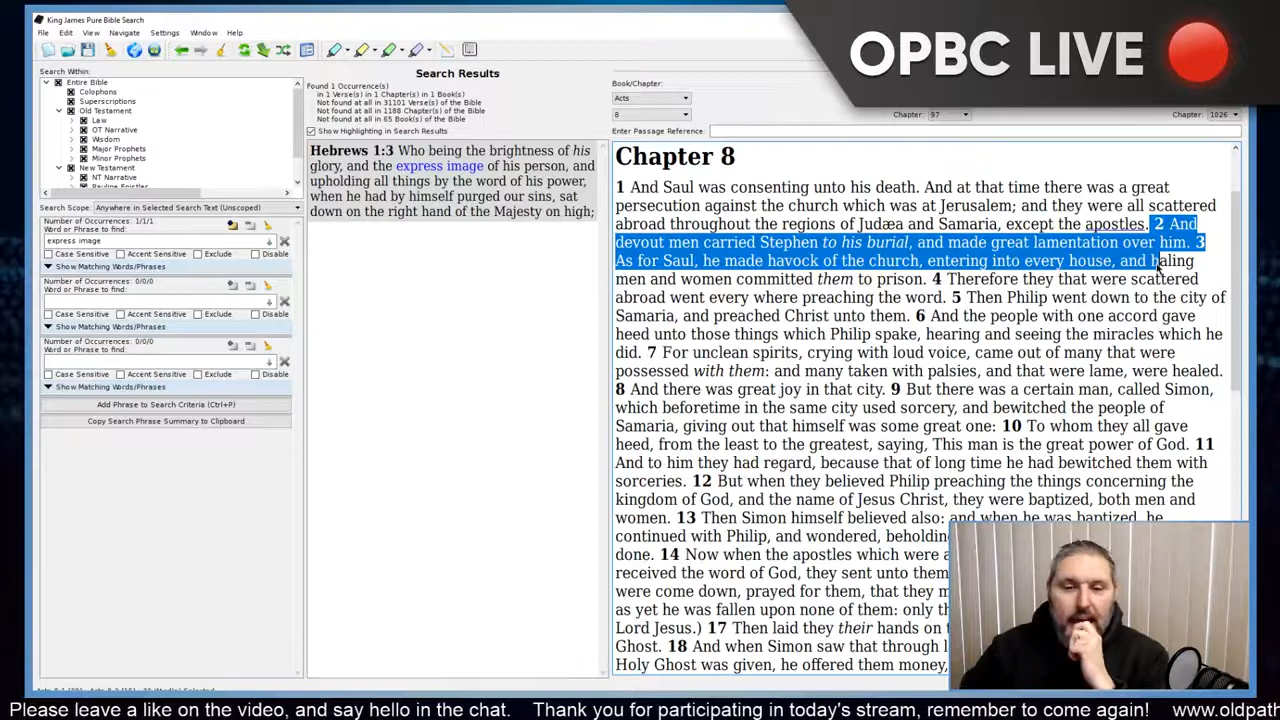 King James Pure Bible Search
OPBC LIVE
File Edit View Navigate Settings Window Help
Search Within:
Entire Bible
Colophons
Superscriptions
Old Testament
Law
OT Narrative
Wisdom
Major Prophets
Minor Prophets
New Testament
NT Narrative
Pauline Epistles
Search Scope: Anywhere in Selected Search Text (Unscoped)
Number of Occurrences: 1/1/1
Word or Phrase to find:
express image
Case Sensitive Accent Sensitive Exclude Disable
Show Matching Words/Phrases
Number of Occurrences: 0/0/0
Word or Phrase to find:
Case Sensitive Accent Sensitive Exclude Disable
Show Matching Words/Phrases
Number of Occurrences: 0/0/0
Word or Phrase to find:
Case Sensitive Accent Sensitive Exclude Disable
Show Matching Words/Phrases
Add Phrase to Search Criteria (Ctrl+P)
Copy Search Phrase Summary to Clipboard
Search Results
Found 1 Occurrence(s)
in 1 Verse(s) in 1 Chapter(s) in 1 Book(s)
Not found at all in 31101 Verse(s) of the Bible
Not found at all in 1188 Chapter(s) of the Bible
Not found at all in 65 Book(s) of the Bible
Show Highlighting in Search Results
Hebrews 1:3 Who being the brightness of his
glory, and the express image of his person, and
upholding all things by the word of his power,
when he had by himself purged our sins, sat
down on the right hand of the Majesty on high;
Book/Chapter:
Acts
8 Chapter: 97 Chapter: 1026
Enter Passage Reference:
Chapter 8
1 And Saul was consenting unto his death. And at that time there was a great
persecution against the church which was at Jerusalem; and they were all scattered
abroad throughout the regions of Judæa and Samaria, except the apostles. 2 And
devout men carried Stephen to his burial, and made great lamentation over him. 3
As for Saul, he made havock of the church, entering into every house, and haling
men and women committed them to prison. 4 Therefore they that were scattered
abroad went every where preaching the word. 5 Then Philip went down to the city of
Samaria, and preached Christ unto them. 6 And the people with one accord gave
heed unto those things which Philip spake, hearing and seeing the miracles which he
did. 7 For unclean spirits, crying with loud voice, came out of many that were
possessed with them: and many taken with palsies, and that were lame, were healed.
8 And there was great joy in that city. 9 But there was a certain man, called Simon,
which beforetime in the same city used sorcery, and bewitched the people of
Samaria, giving out that himself was some great one: 10 To whom they all gave
heed, from the least to the greatest, saying, This man is the great power of God. 11
And to him they had regard, because that of long time he had bewitched them with
sorceries. 12 But when they believed Philip preaching the things concerning the
kingdom of God, and the name of Jesus Christ, they were baptized, both men and
women. 13 Then Simon himself believed also: and when he was baptized, he
continued with Philip, and wondered, beholdin
done. 14 Now when the apostles which were a
received the word of God, they sent unto them
were come down, prayed for them, that they m
as yet he was fallen upon none of them: only th
Lord Jesus.) 17 Then laid they their hands on t
Ghost. 18 And when Simon saw that through l
Holy Ghost was given, he offered them money,
Please leave a like on the video, and say hello in the chat. Thank you for participating in today's stream, remember to come again! www.oldpath